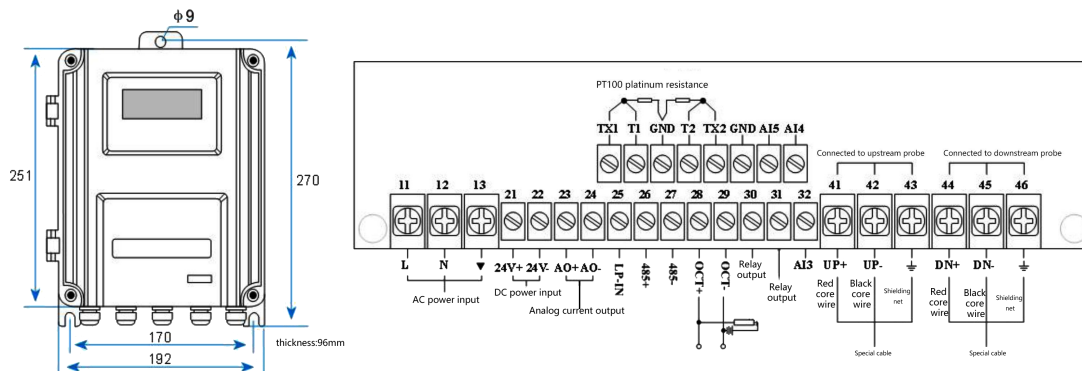 ϕ9
251
270
170
192
thickness:96mm
PT100 platinum resistance
TX1 T1 GND T2 TX2 GND AI5 AI4
Connected to upstream probe
Connected to downstream probe
11 12 13 21 22 23 24 25 26 27 28 29 30 31 32 41 42 43 44 45 46
L N ▼ 24V+ 24V- AO+ AO- LP-IN 485+ 485- OCT+ OCT- Relay output Relay output AI3 UP+ UP- ⏚ DN+ DN- ⏚
AC power input
DC power input
Analog current output
Red core wire
Black core wire
Shielding net
Red core wire
Black core wire
Shielding net
Special cable
Special cable